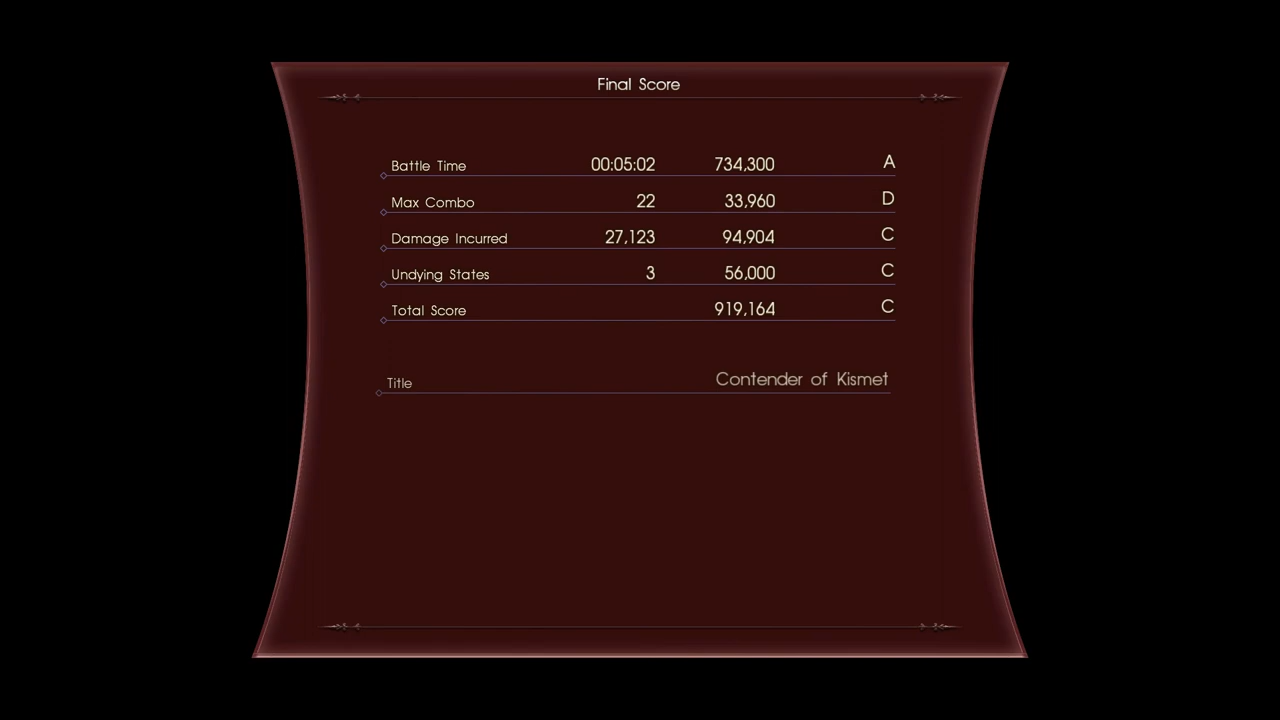 Final Score
Battle Time 00:05:02 734,300 A
Max Combo 22 33,960 D
Damage Incurred 27,123 94,904 C
Undying States 3 56,000 C
Total Score 919,164 C
Title Contender of Kismet